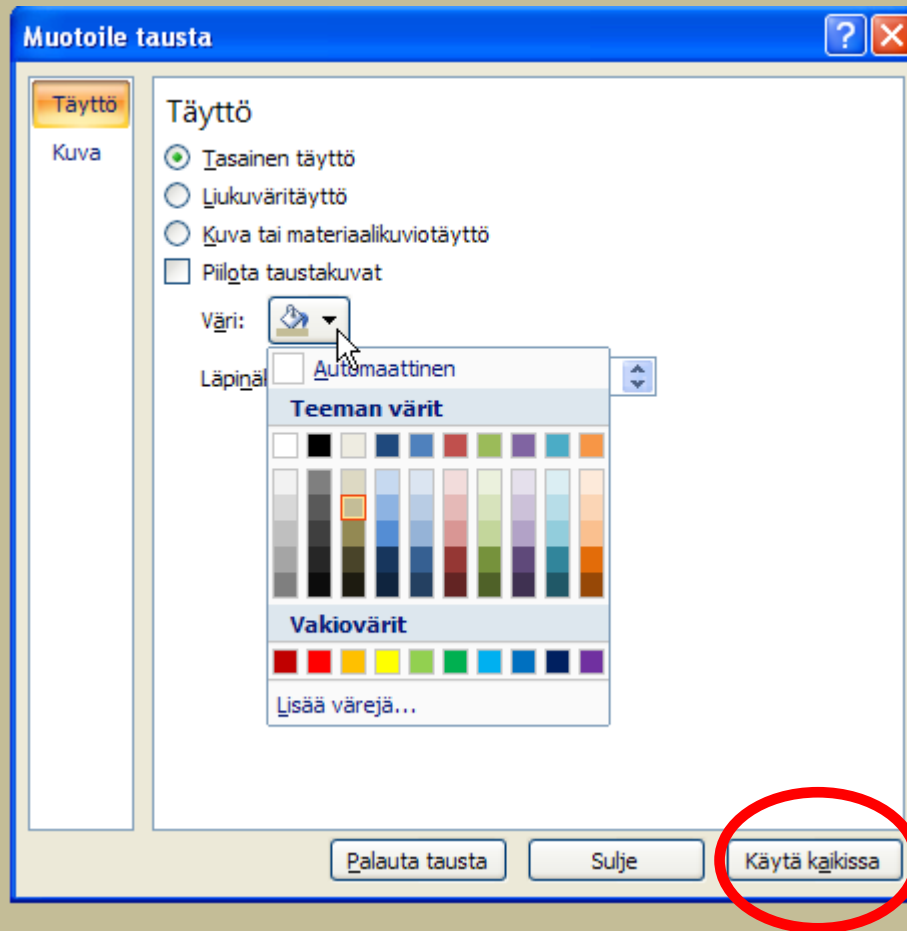 Muotoile tausta
Täyttö
Kuva
Täyttö
Tasainen täyttö
Liukuväritäyttö
Kuva tai materiaalikuviotäyttö
Piilota taustakuvat
Väri:
Automaattinen
Teeman värit
Vakiovärit
Lisää värejä...
Palauta tausta
Sulje
Käytä kaikissa